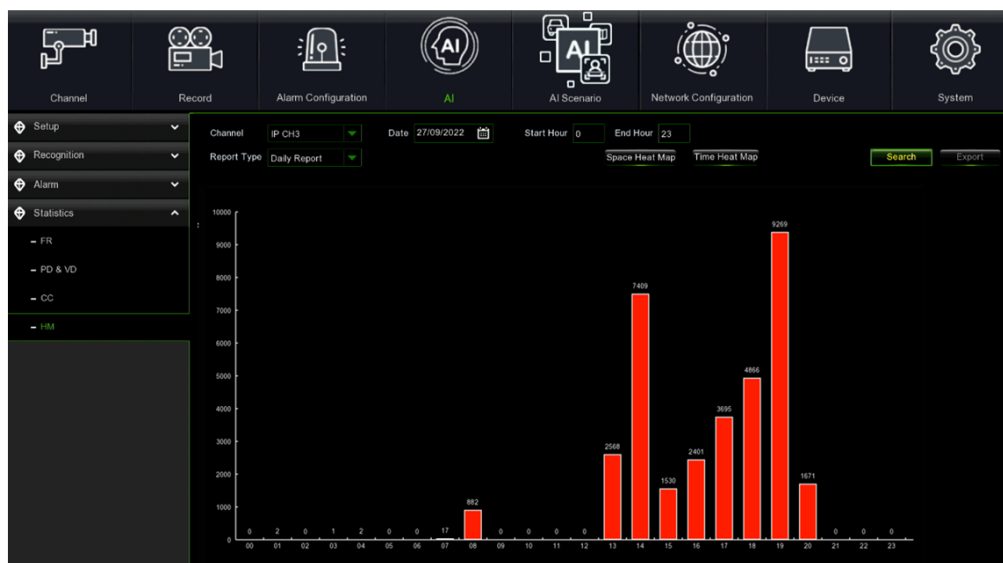 Channel Record Alarm Configuration AI AI Scenario Network Configuration Device System
AI
AI
Setup
Recognition
Alarm
Statistics
FR
PD & VD
CC
HM
Channel IP CH3 Date 27/09/2022 Start Hour 0 End Hour 23
Report Type Daily Report Space Heat Map Time Heat Map Search Export
10000
9000
8000
7000
6000
5000
4000
3000
2000
1000
0
0 2 0 1 2 0 0 17 882 0 0 0 0 2568 7409 1530 2401 3695 4866 9269 1671 0 0 0
00 01 02 03 04 05 06 07 08 09 10 11 12 13 14 15 16 17 18 19 20 21 22 23